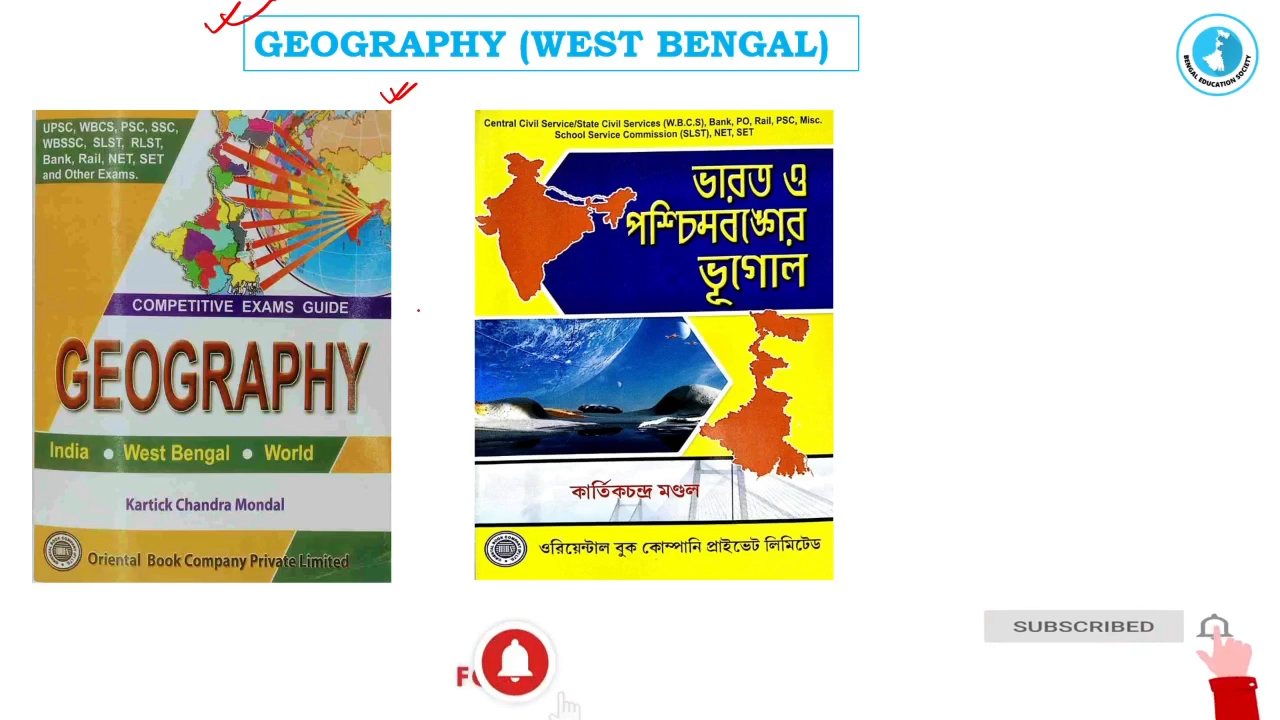 GEOGRAPHY (WEST BENGAL)
BENGAL EDUCATION SOCIETY
UPSC, WBCS, PSC, SSC,
WBSSC, SLST, RLST,
Bank, Rail, NET, SET
and Other Exams.
COMPETITIVE EXAMS GUIDE
GEOGRAPHY
India • West Bengal • World
Kartick Chandra Mondal
Oriental Book Company Private Limited
Central Civil Service/State Civil Services (W.B.C.S), Bank, PO, Rail, PSC, Misc.
School Service Commission (SLST), NET, SET
ভারত ও
পশ্চিমবঙ্গের
ভূগোল
কার্তিকচন্দ্র মণ্ডল
ওরিয়েন্টাল বুক কোম্পানি প্রাইভেট লিমিটেড
SUBSCRIBED